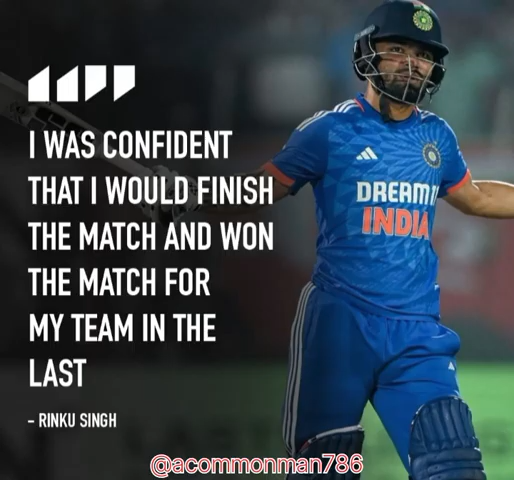 I WAS CONFIDENT
THAT I WOULD FINISH
THE MATCH AND WON
THE MATCH FOR
MY TEAM IN THE
LAST
- RINKU SINGH
DREAM11
INDIA
@acommonman786